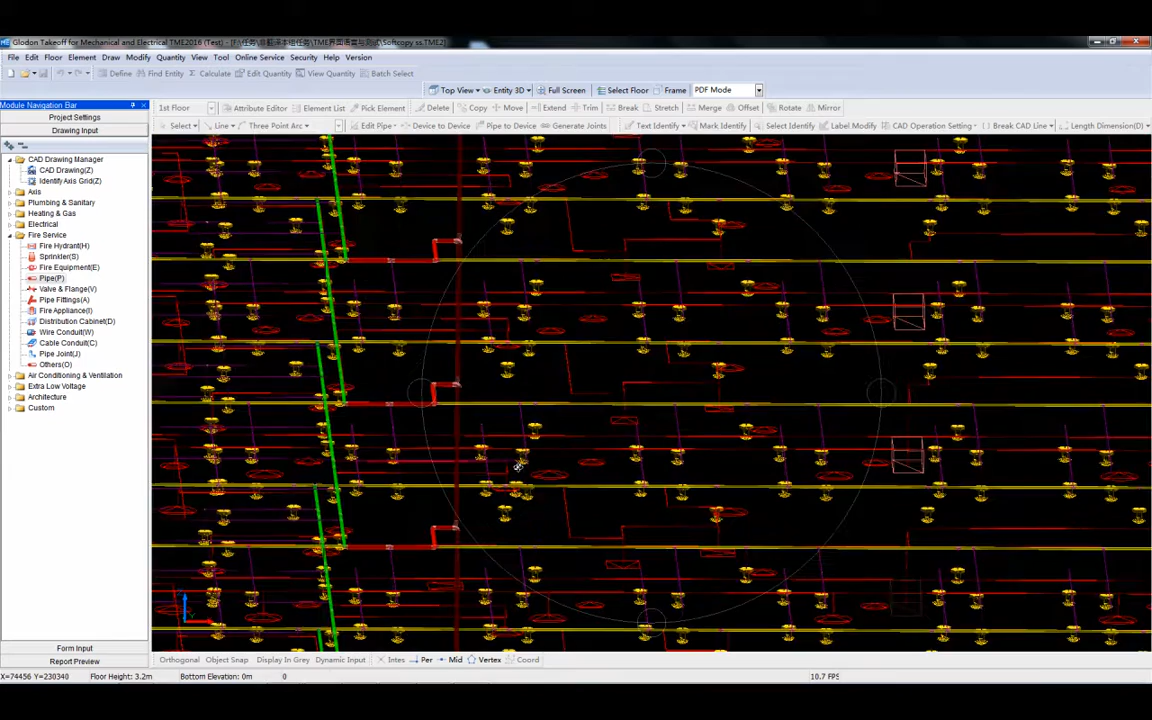 Glodon Takeoff for Mechanical and Electrical TME2016 (Test)
Softcopy ss.TME2]
File Edit Floor Element Draw Modify Quantity View Tool Online Service Security Help Version
Define Find Entity Calculate Edit Quantity View Quantity Batch Select
Top View Entity 3D Full Screen Select Floor Frame PDF Mode
Module Navigation Bar
1st Floor Attribute Editor Element List Pick Element Delete Copy Move Extend Trim Break Stretch Merge Offset Rotate Mirror
Project Settings
Select Line Three Point Arc Edit Pipe Device to Device Pipe to Device Generate Joints Text Identify Mark Identify Select Identify Label Modify CAD Operation Setting Break CAD Line Length Dimension(D)
Drawing Input
CAD Drawing Manager
CAD Drawing(Z)
Identify Axis Grid(Z)
Axis
Plumbing & Sanitary
Heating & Gas
Electrical
Fire Service
Fire Hydrant(H)
Sprinkler(S)
Fire Equipment(E)
Pipe(P)
Valve & Flange(V)
Pipe Fittings(A)
Fire Appliance(I)
Distribution Cabinet(D)
Wire Conduit(W)
Cable Conduit(C)
Pipe Joint(J)
Others(O)
Air Conditioning & Ventilation
Extra Low Voltage
Architecture
Custom
Form Input
Report Preview
Orthogonal Object Snap Display In Grey Dynamic Input Intes Per Mid Vertex Coord
X=74456 Y=230340 Floor Height: 3.2m Bottom Elevation: 0m 0 10.7 FPS